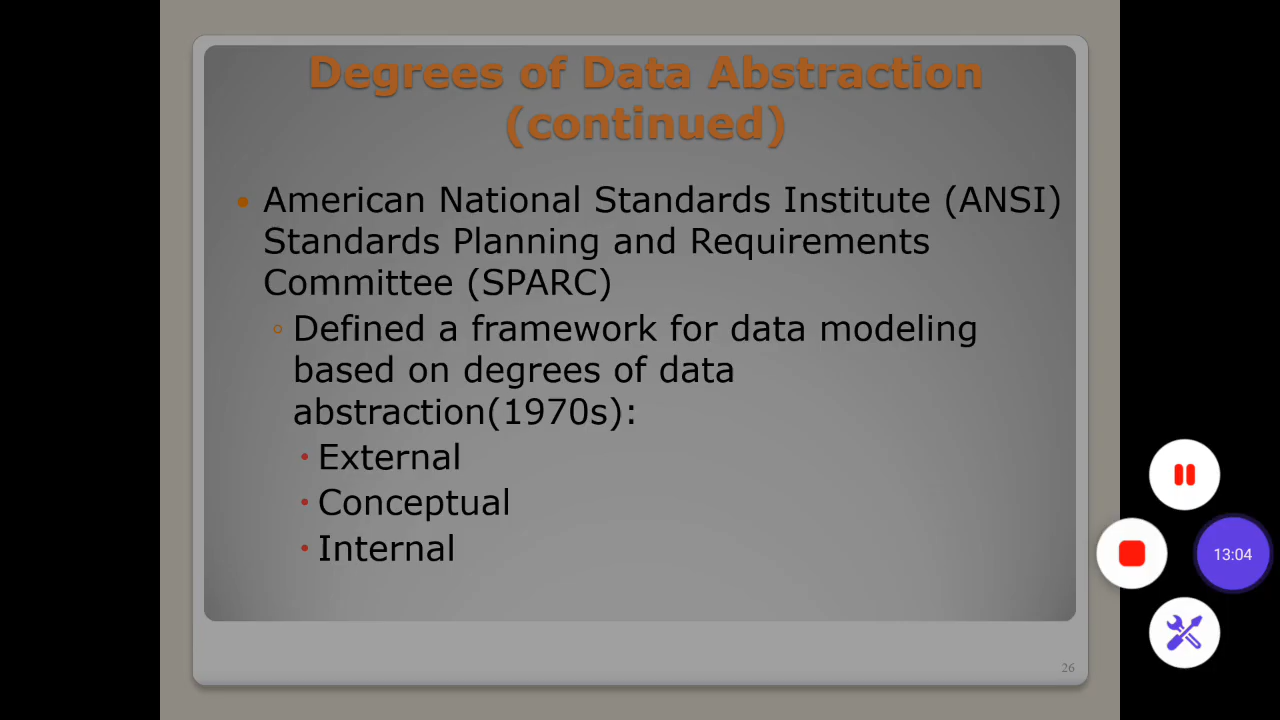 Degrees of Data Abstraction
(continued)
American National Standards Institute (ANSI)
Standards Planning and Requirements
Committee (SPARC)
Defined a framework for data modeling
based on degrees of data
abstraction(1970s):
External
Conceptual
Internal
13:04
26